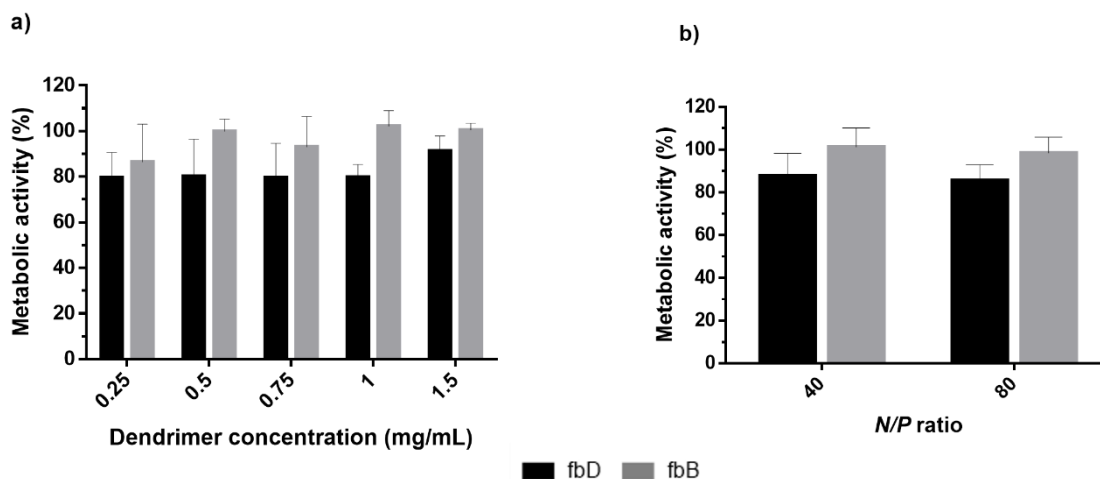 a)
Metabolic activity (%)
120
100
80
60
40
20
0
0.25
0.5
0.75
1
1.5
Dendrimer concentration (mg/mL)
b)
Metabolic activity (%)
120
100
80
60
40
20
0
40
80
N/P ratio
fbD
fbB